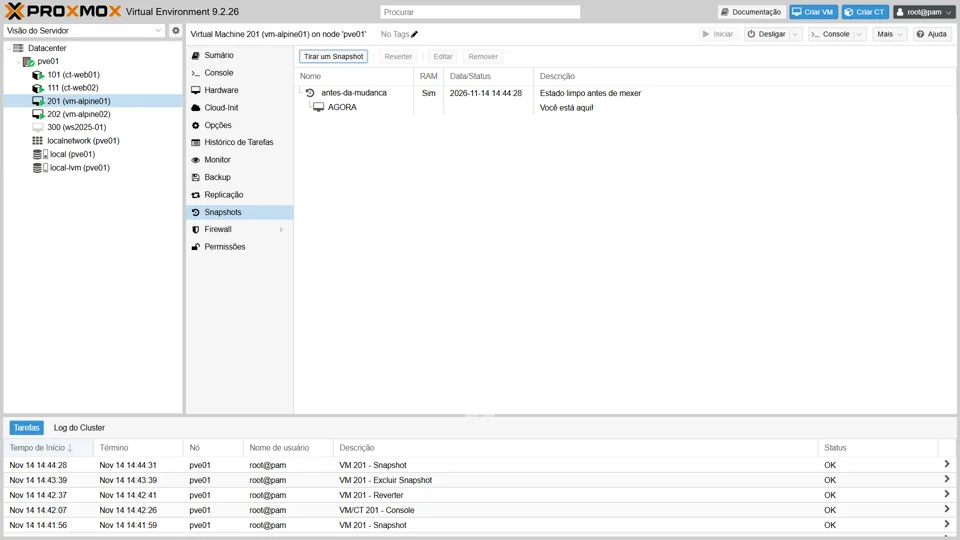 PROXMOX Virtual Environment 9.2.26 Procurar Documentação Criar VM Criar CT root@pam
Visão do Servidor
Datacenter
pve01
101 (ct-web01)
111 (ct-web02)
201 (vm-alpine01)
202 (vm-alpine02)
300 (ws2025-01)
localnetwork (pve01)
local (pve01)
local-lvm (pve01)
Virtual Machine 201 (vm-alpine01) on node 'pve01' No Tags Iniciar Desligar Console Mais Ajuda
Sumário
Console
Hardware
Cloud-Init
Opções
Histórico de Tarefas
Monitor
Backup
Replicação
Snapshots
Firewall
Permissões
Tirar um Snapshot Reverter Editar Remover
Nome RAM Data/Status Descrição
antes-da-mudanca Sim 2026-11-14 14:44:28 Estado limpo antes de mexer
AGORA Você está aqui!
Tarefas Log do Cluster
Tempo de Início Término Nó Nome de usuário Descrição Status
Nov 14 14:44:28 Nov 14 14:44:31 pve01 root@pam VM 201 - Snapshot OK
Nov 14 14:43:39 Nov 14 14:43:39 pve01 root@pam VM 201 - Excluir Snapshot OK
Nov 14 14:42:37 Nov 14 14:42:41 pve01 root@pam VM 201 - Reverter OK
Nov 14 14:42:07 Nov 14 14:42:26 pve01 root@pam VM/CT 201 - Console OK
Nov 14 14:41:56 Nov 14 14:41:59 pve01 root@pam VM 201 - Snapshot OK